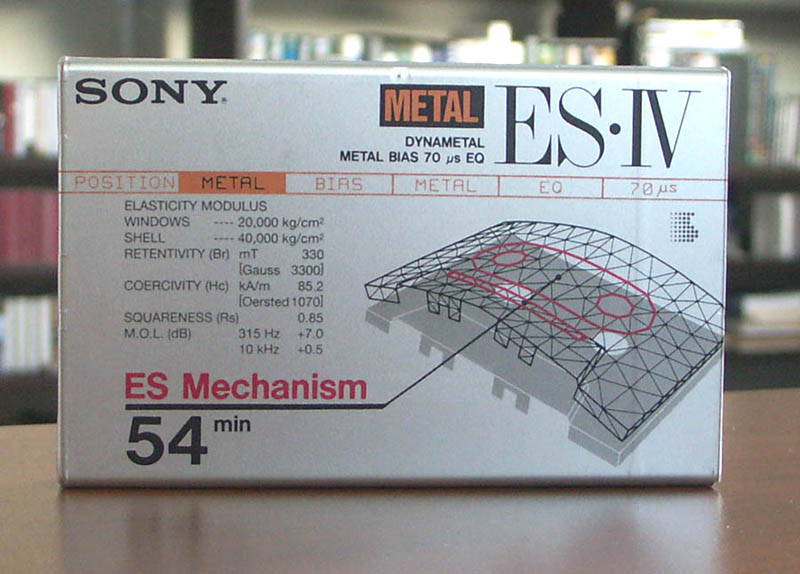 SONY®
METAL ES·IV
DYNAMETAL
METAL BIAS 70 µs EQ
POSITION METAL BIAS METAL EQ 70µs
ELASTICITY MODULUS
WINDOWS ---- 20,000 kg/cm²
SHELL ---- 40,000 kg/cm²
RETENTIVITY (Br) mT 330
[Gauss 3300]
COERCIVITY (Hc) kA/m 85.2
[Oersted 1070]
SQUARENESS (Rs) 0.85
M.O.L. (dB) 315 Hz +7.0
10 kHz +0.5
ES Mechanism
54 min